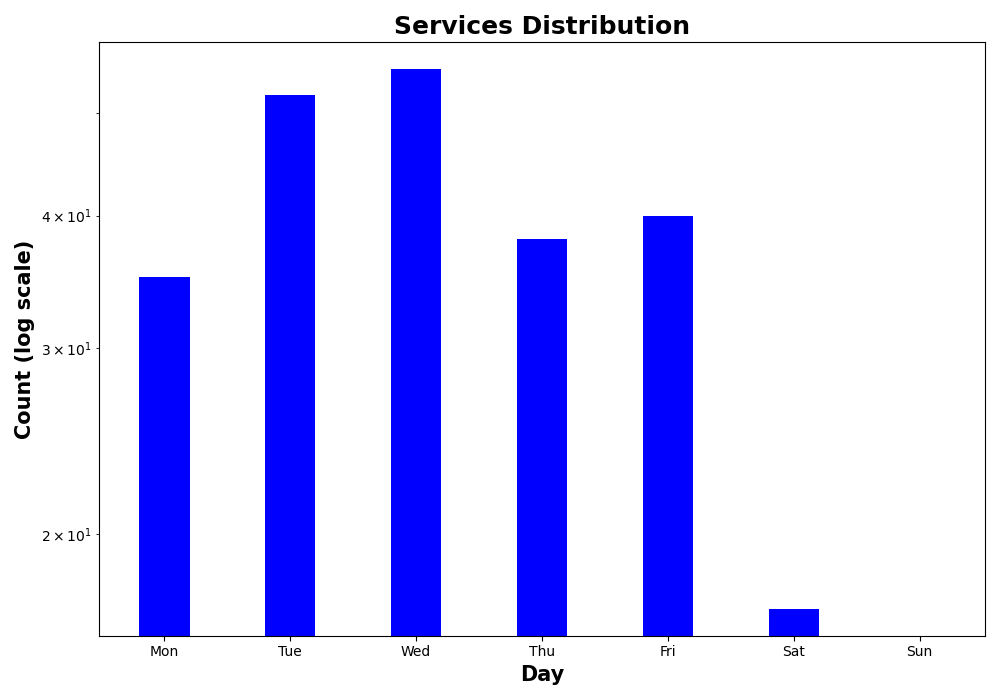 Services Distribution
Count (log scale)
4 × 10¹
3 × 10¹
2 × 10¹
Mon Tue Wed Thu Fri Sat Sun
Day